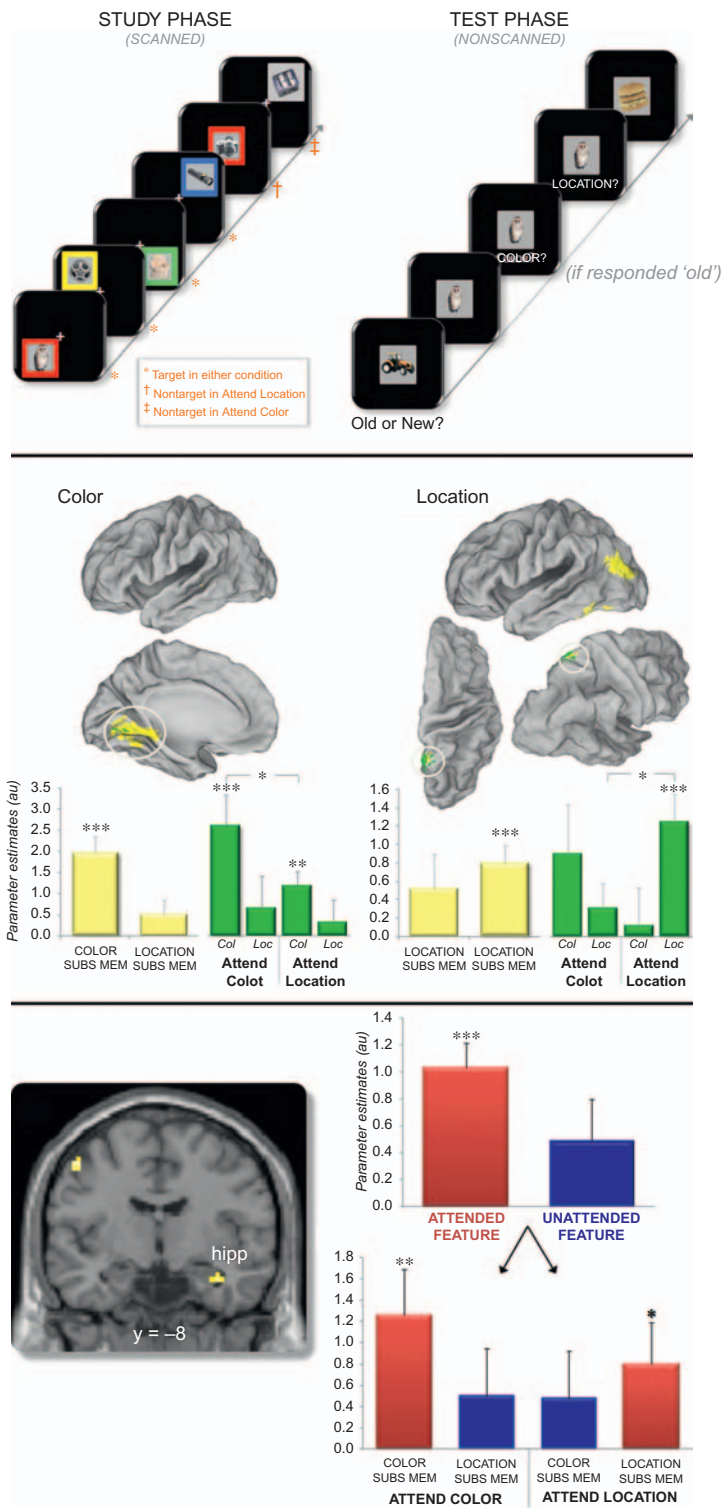 STUDY PHASE
(SCANNED)
TEST PHASE
(NONSCANNED)
‡
†
*
*
*
*
* Target in either condition
† Nontarget in Attend Location
‡ Nontarget in Attend Color
LOCATION?
COLOR?
(if responded ‘old’)
Old or New?
Color
Location
Parameter estimates (au)
3.5
3.0
2.5
2.0
1.5
1.0
0.5
0.0
***
***
*
**
COLOR
SUBS MEM
LOCATION
SUBS MEM
Col Loc Col Loc
Attend
Colot
Attend
Location
1.6
1.4
1.2
1.0
0.8
0.6
0.4
0.2
0
***
*
***
LOCATION
SUBS MEM
LOCATION
SUBS MEM
Col Loc Col Loc
Attend
Colot
Attend
Location
hipp
y = –8
Parameter estimates (au)
1.4
1.2
1.0
0.8
0.6
0.4
0.2
0.0
***
ATTENDED
FEATURE
UNATTENDED
FEATURE
1.8
1.6
1.4
1.2
1.0
0.8
0.6
0.4
0.2
0.0
**
*
COLOR
SUBS MEM
LOCATION
SUBS MEM
COLOR
SUBS MEM
LOCATION
SUBS MEM
ATTEND COLOR
ATTEND LOCATION